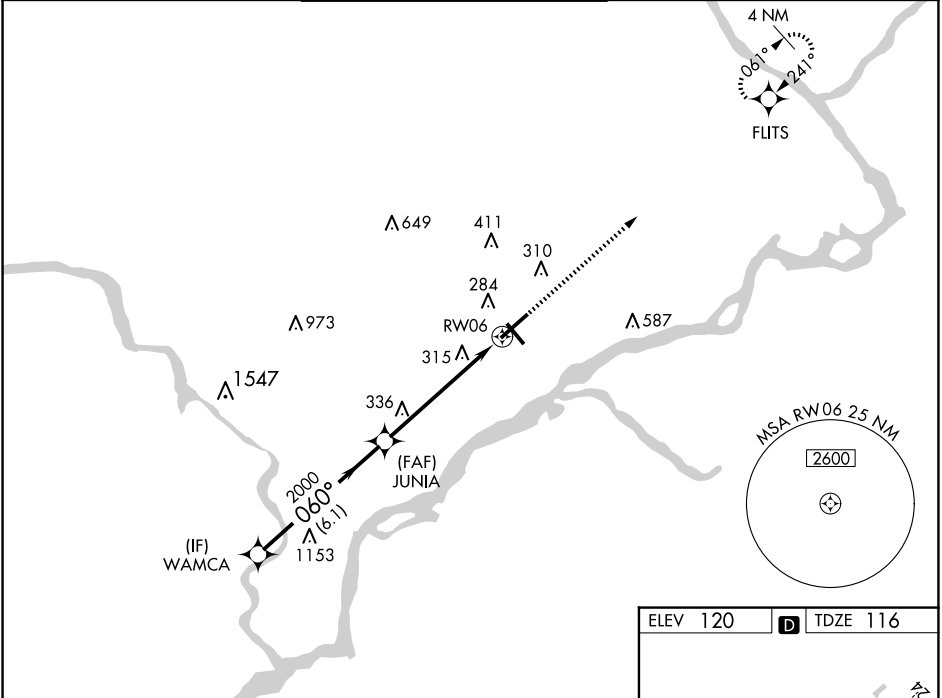 4 NM
061°
241°
FLITS
649
411
310
284
RW06
587
973
315
1547
336
(FAF)
JUNIA
MSA RW06 25 NM
2600
2000
060°
(6.1)
(IF)
WAMCA
1153
ELEV 120
D
TDZE 116
24